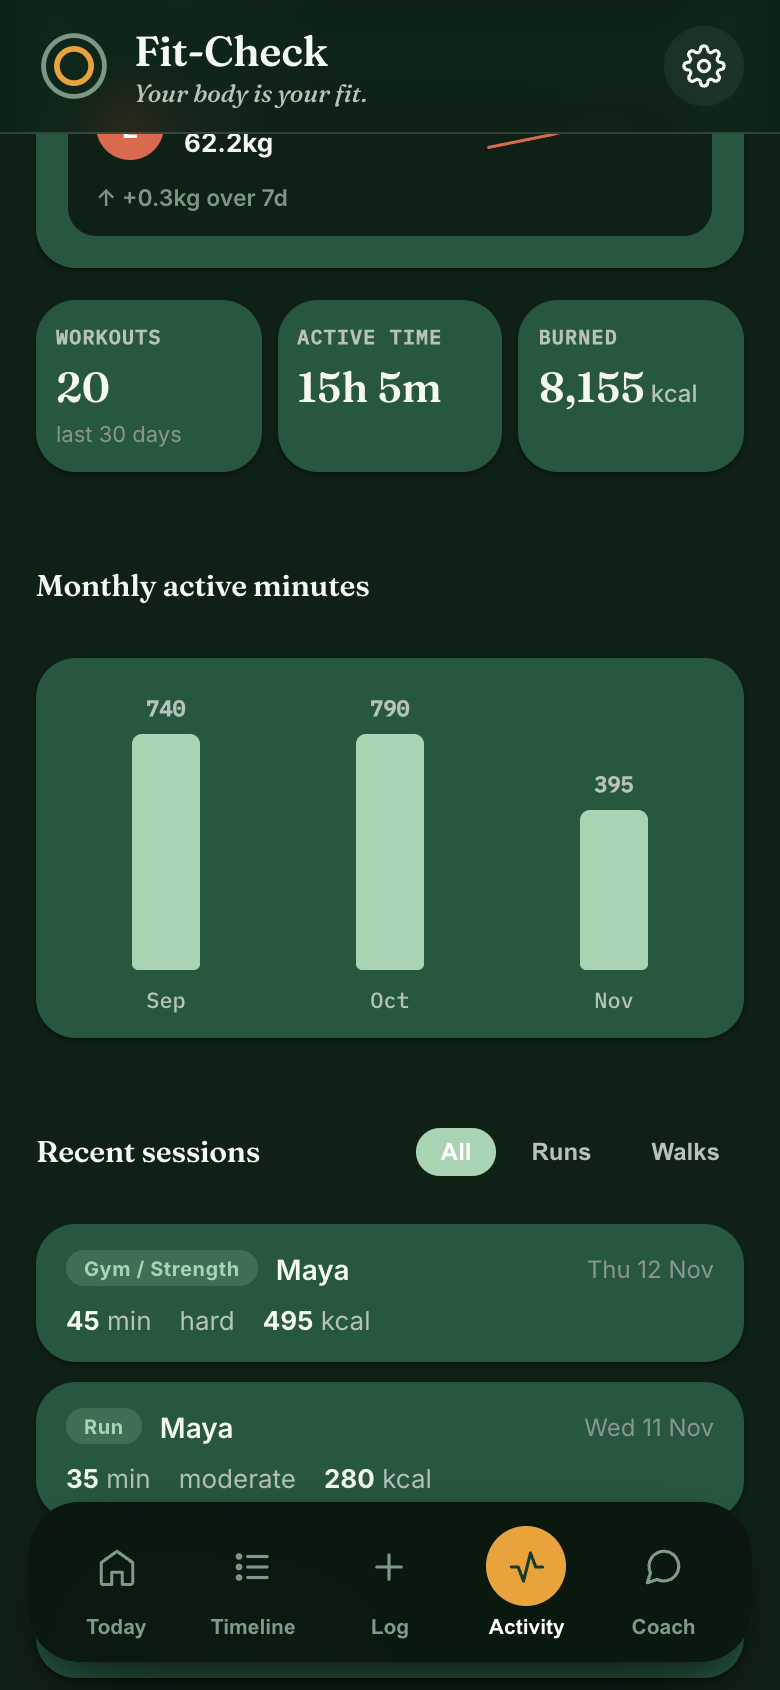 Fit-Check
Your body is your fit.
62.2kg
↑ +0.3kg over 7d
WORKOUTS
20
last 30 days
ACTIVE TIME
15h 5m
BURNED
8,155 kcal
Monthly active minutes
740
790
395
Sep
Oct
Nov
Recent sessions
All
Runs
Walks
Gym / Strength
Maya
Thu 12 Nov
45 min hard 495 kcal
Run
Maya
Wed 11 Nov
35 min moderate 280 kcal
Today
Timeline
Log
Activity
Coach